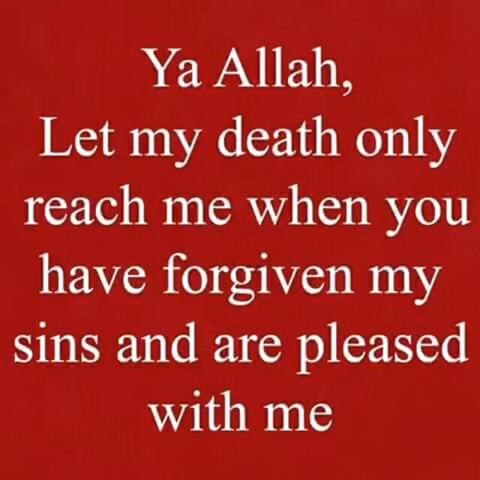 Ya Allah,
Let my death only
reach me when you
have forgiven my
sins and are pleased
with me